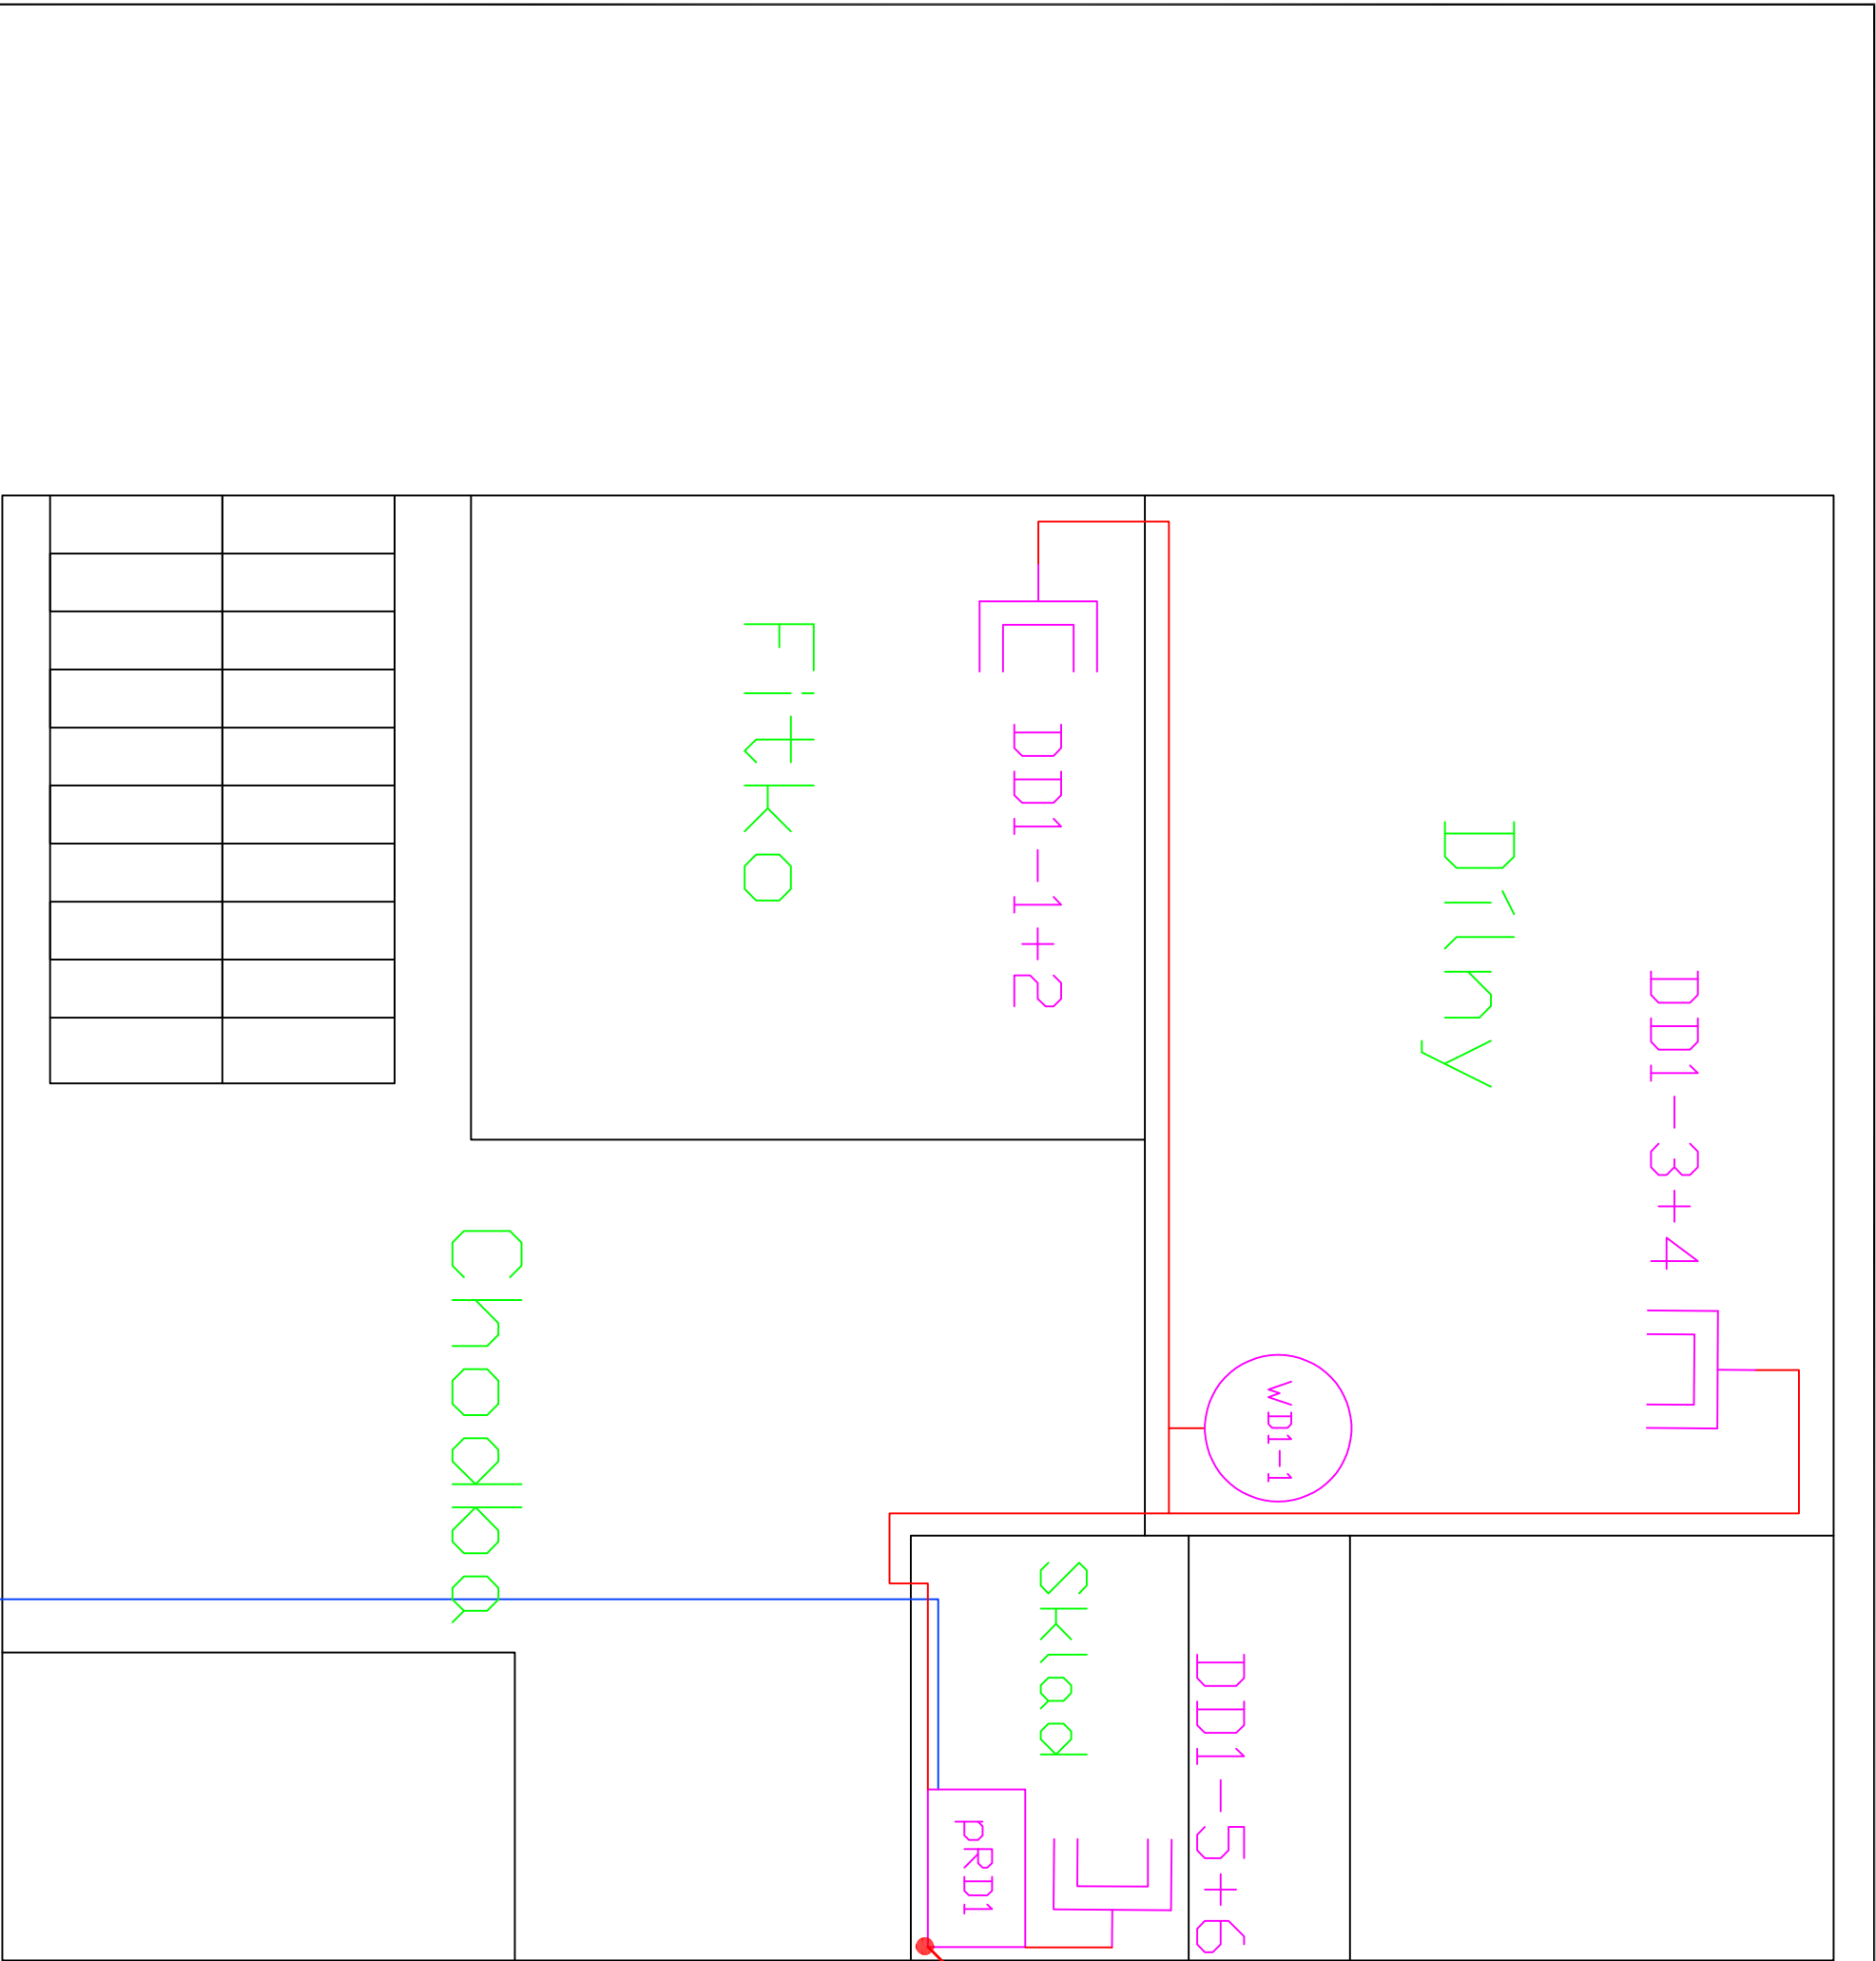 Fitko
DD1-1+2
Dílny
DD1-3+4
Chodba
WD1-1
Sklad
DD1-5+6
pRD1